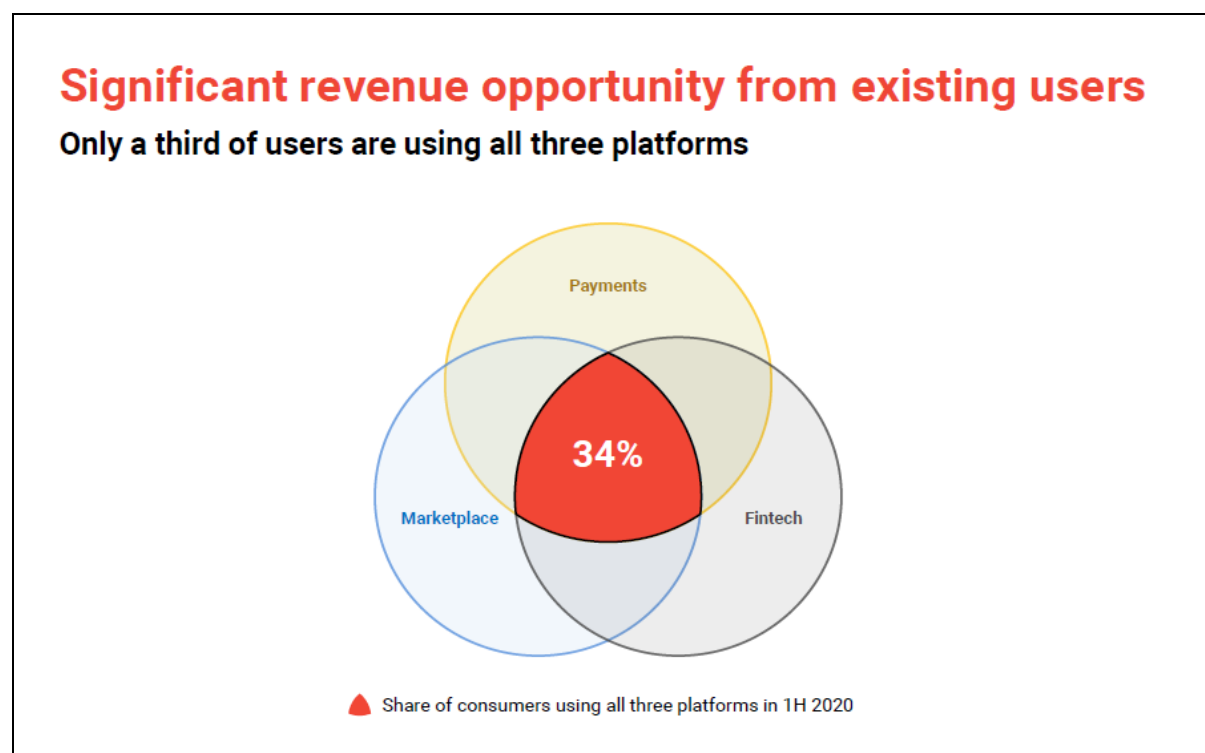 Significant revenue opportunity from existing users
Only a third of users are using all three platforms
Payments
34%
Marketplace
Fintech
Share of consumers using all three platforms in 1H 2020